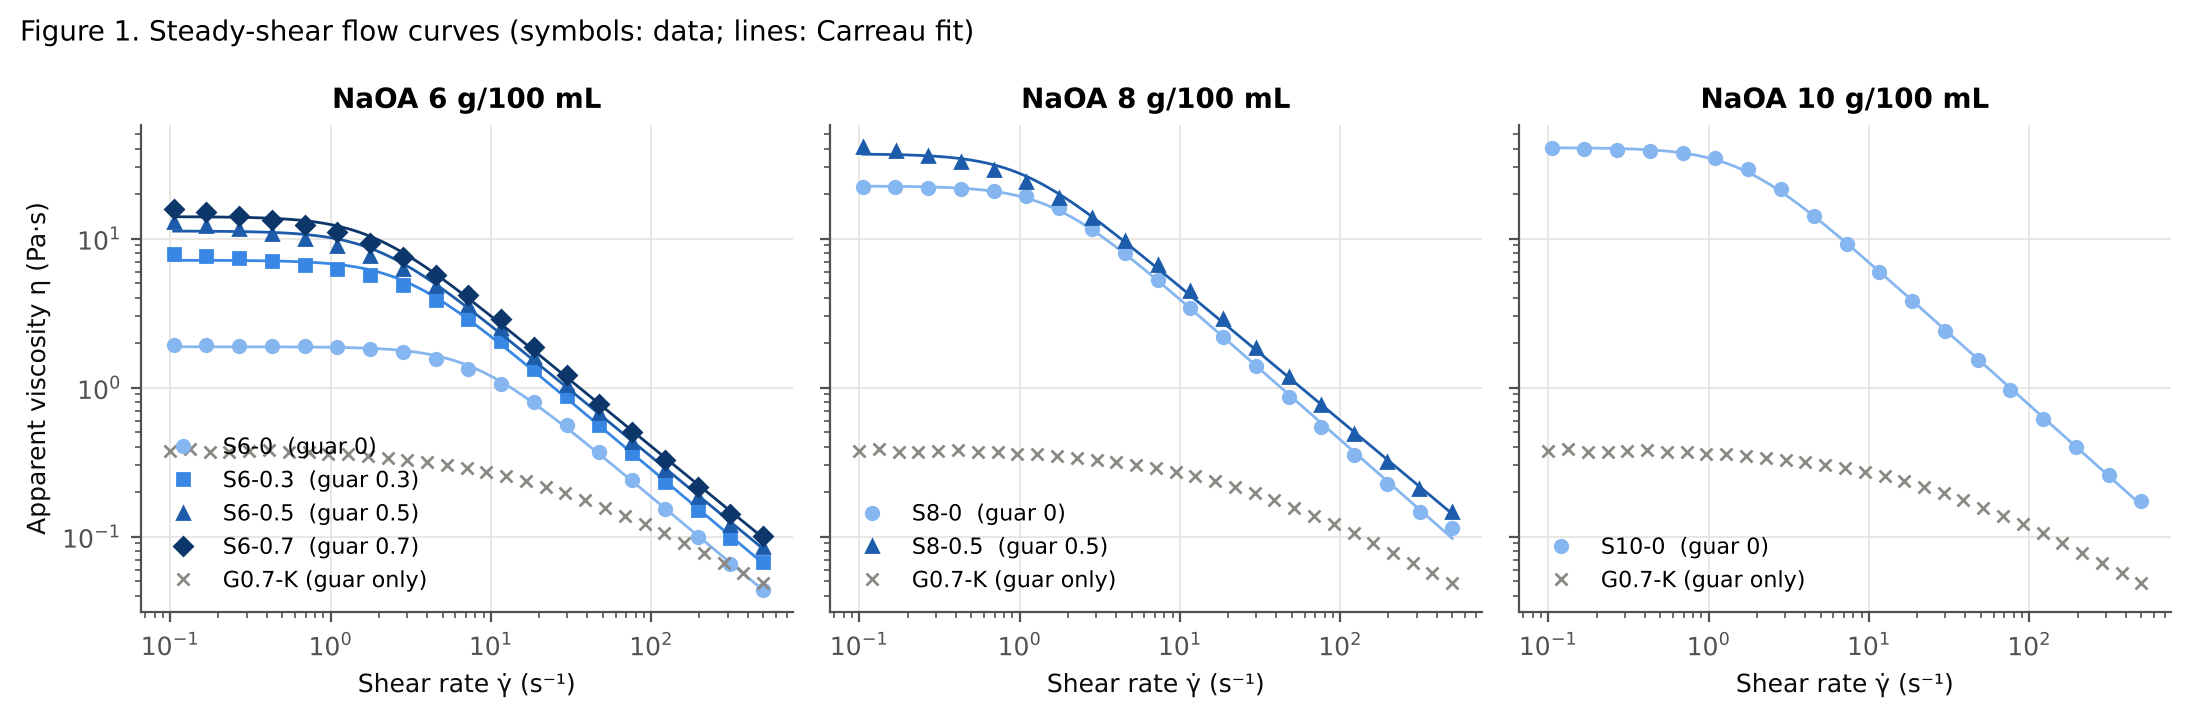 Figure 1. Steady-shear flow curves (symbols: data; lines: Carreau fit)
NaOA 6 g/100 mL
NaOA 8 g/100 mL
NaOA 10 g/100 mL
Apparent viscosity η (Pa·s)
10¹
10⁰
10⁻¹
S6-0 (guar 0)
S6-0.3 (guar 0.3)
S6-0.5 (guar 0.5)
S6-0.7 (guar 0.7)
G0.7-K (guar only)
10⁻¹ 10⁰ 10¹ 10²
Shear rate γ̇ (s⁻¹)
S8-0 (guar 0)
S8-0.5 (guar 0.5)
G0.7-K (guar only)
10⁻¹ 10⁰ 10¹ 10²
Shear rate γ̇ (s⁻¹)
S10-0 (guar 0)
G0.7-K (guar only)
10⁻¹ 10⁰ 10¹ 10²
Shear rate γ̇ (s⁻¹)